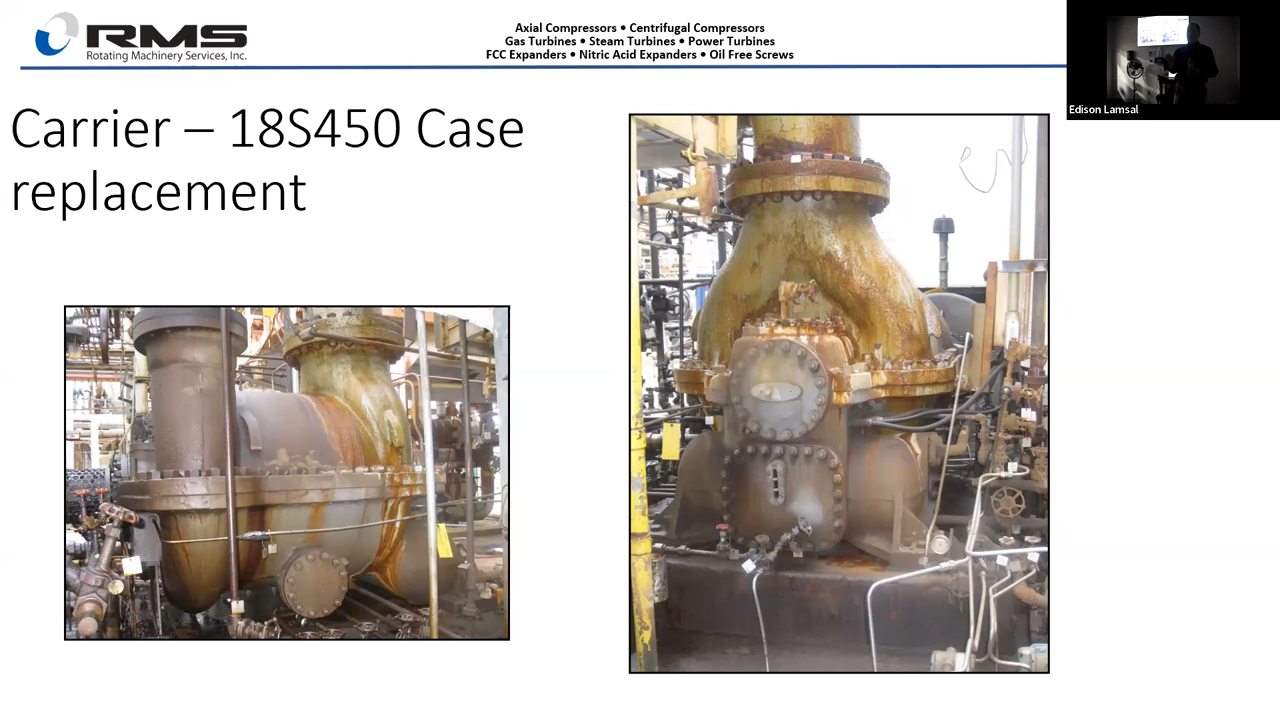 RMS
Rotating Machinery Services, Inc.
Axial Compressors • Centrifugal Compressors
Gas Turbines • Steam Turbines • Power Turbines
FCC Expanders • Nitric Acid Expanders • Oil Free Screws
Edison Lamsal
Carrier – 18S450 Case
replacement